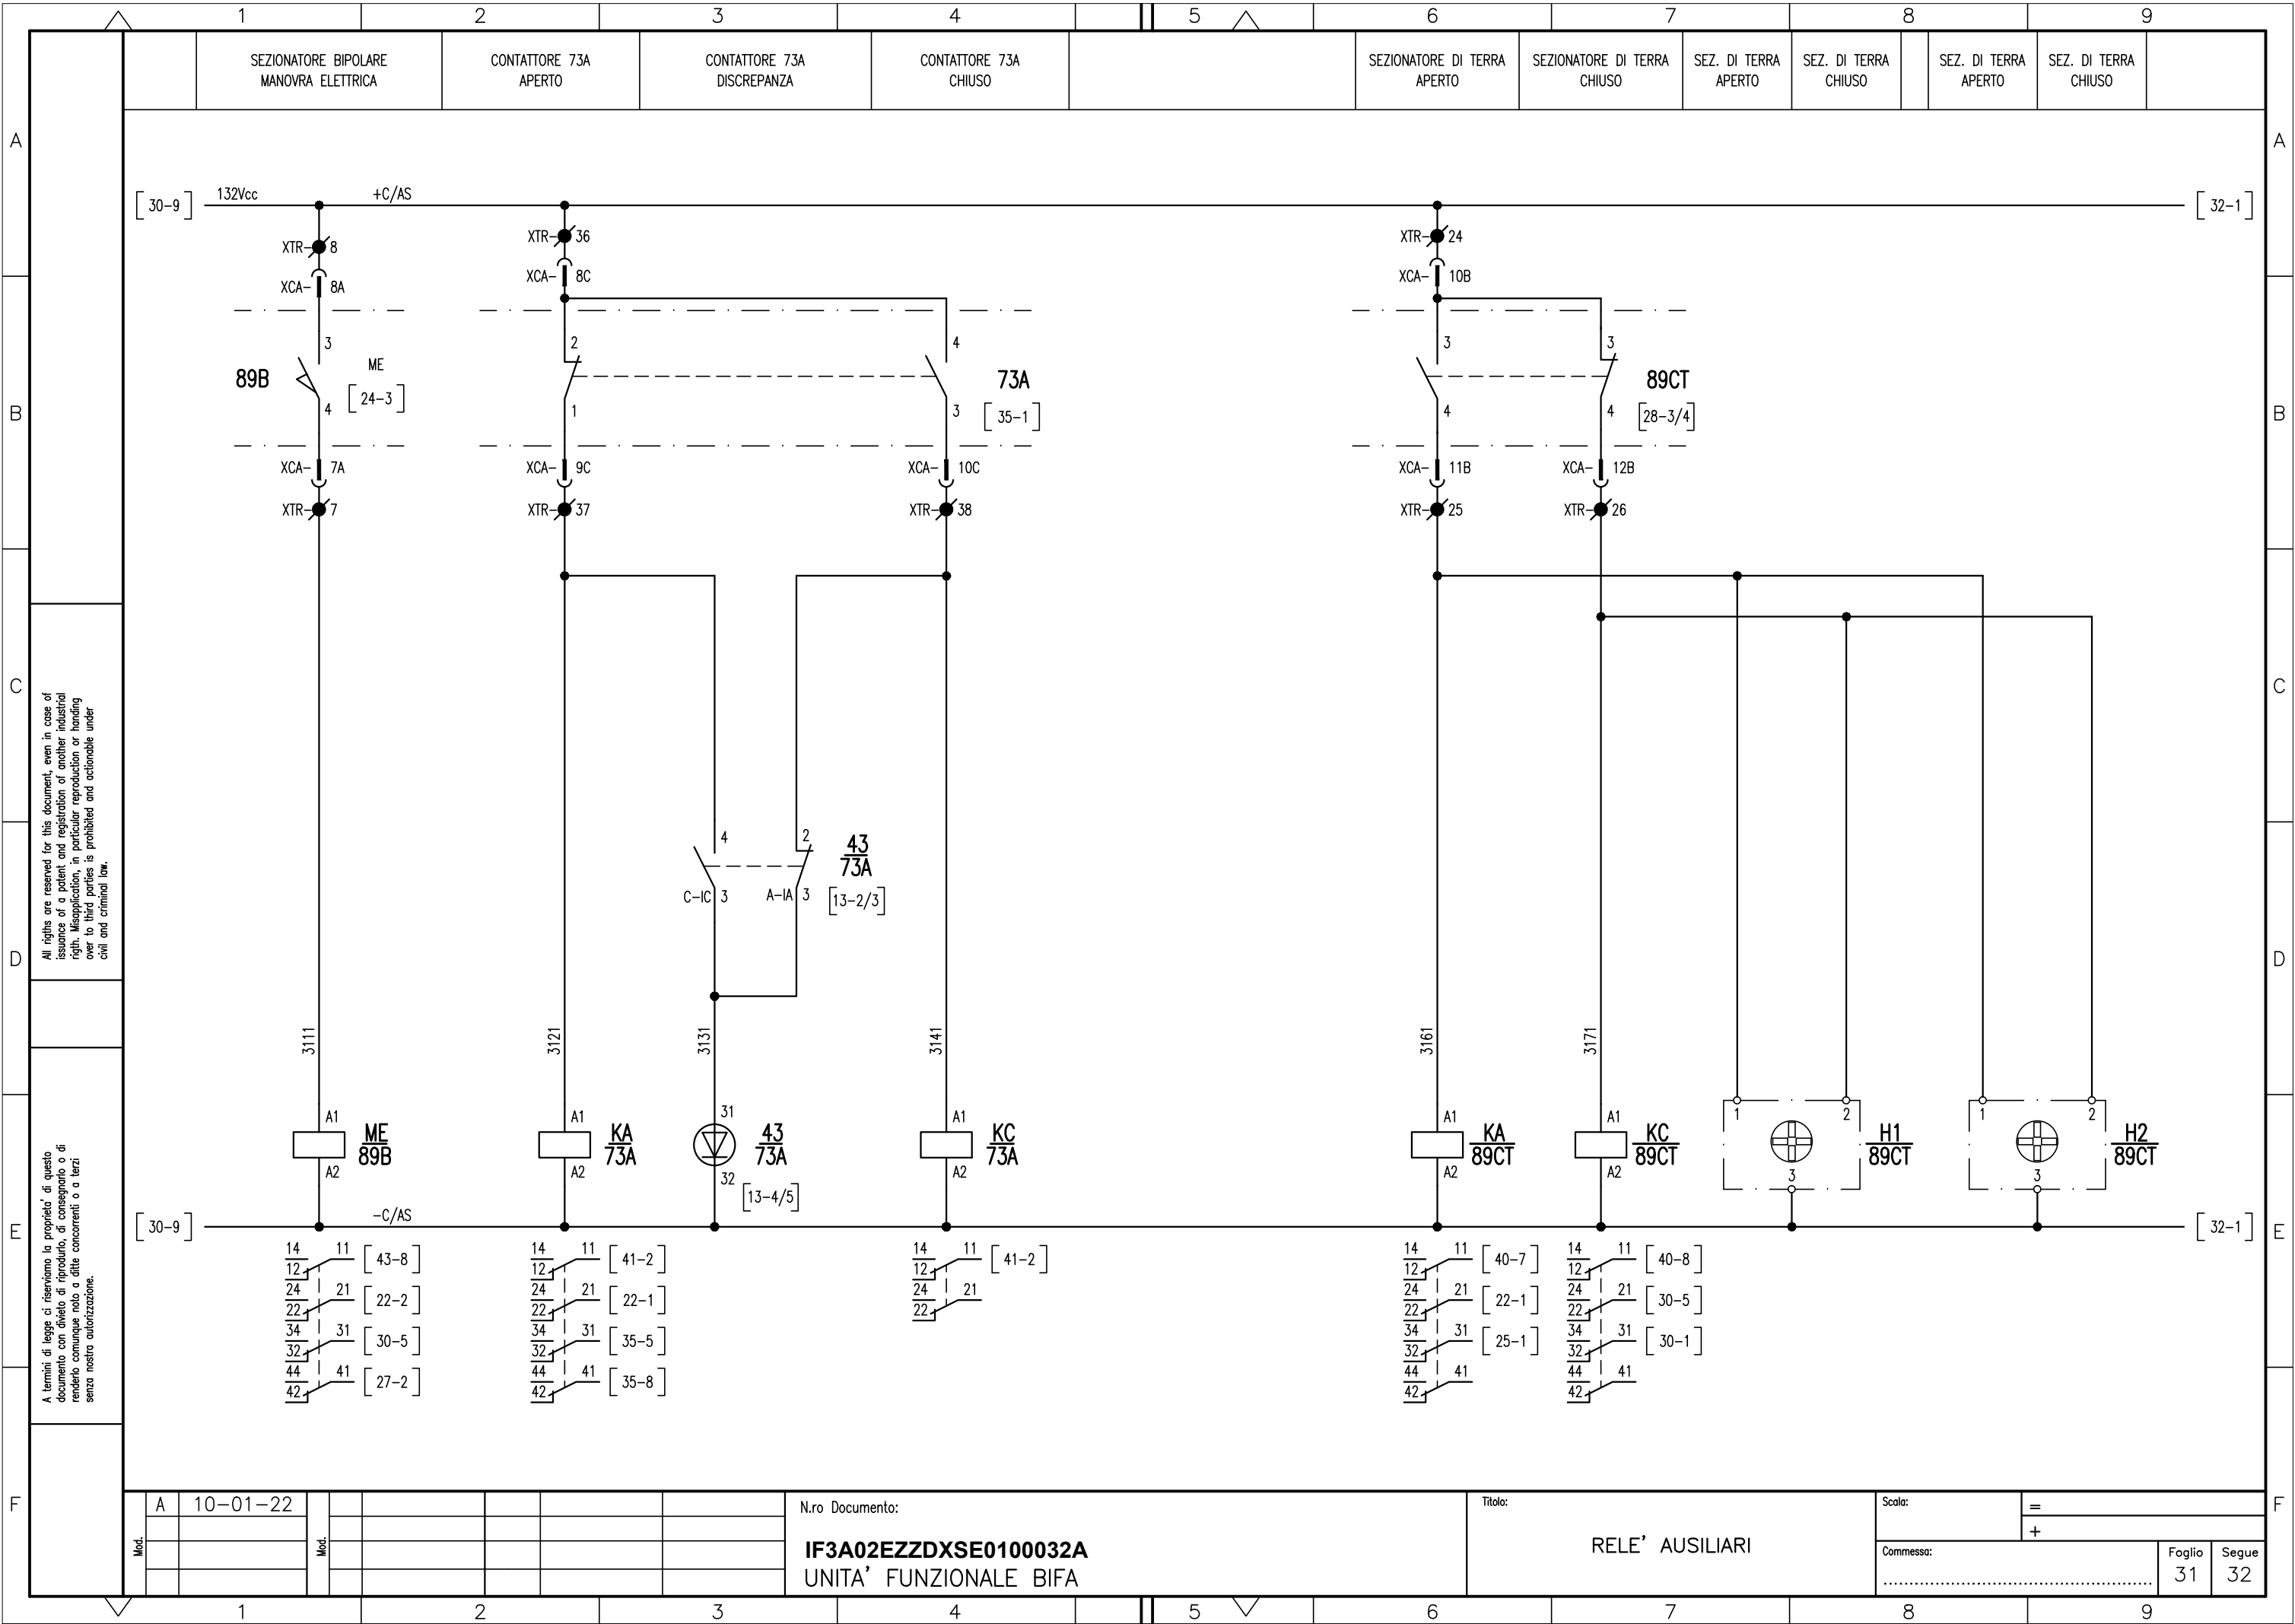 1 2 3 4 5 6 7 8 9
SEZIONATORE BIPOLARE
MANOVRA ELETTRICA
CONTATTORE 73A
APERTO
CONTATTORE 73A
DISCREPANZA
CONTATTORE 73A
CHIUSO
SEZIONATORE DI TERRA
APERTO
SEZIONATORE DI TERRA
CHIUSO
SEZ. DI TERRA
APERTO
SEZ. DI TERRA
CHIUSO
SEZ. DI TERRA
APERTO
SEZ. DI TERRA
CHIUSO
A A
[30-9] 132Vcc +C/AS [32-1]
XTR- 8 XTR- 36 XTR- 24
XCA- 8A XCA- 8C XCA- 10B
3 2 4 3 3
89B ME 73A 89CT
B [24-3] [35-1] [28-3/4] B
4 1 3 4 4
XCA- 7A XCA- 9C XCA- 10C XCA- 11B XCA- 12B
XTR- 7 XTR- 37 XTR- 38 XTR- 25 XTR- 26
C C
All rigths are reserved for this document, even in case of
issuance of a patent and registration of another industrial
rigth. Misapplication, in particular reproduction or handing
over to third parties is prohibited and actionable under
civil and criminal law.
4 2 43
73A
C-IC 3 A-IA 3 [13-2/3]
D D
3111 3121 3131 3141 3161 3171
A1 A1 31 A1 A1 A1 1 2 1 2
ME KA 43 KC KA KC H1 H2
89B 73A 73A 73A 89CT 89CT 89CT 89CT
A2 A2 32 A2 A2 A2 3 3
[13-4/5]
E [30-9] -C/AS [32-1] E
A termini di legge ci riserviamo la proprieta' di questo
documento con divieto di riprodurlo, di consegnarlo o di
renderlo comunque noto a ditte concorrenti o a terzi
senza nostra autorizzazione.
14 11 [43-8] 14 11 [41-2] 14 11 [41-2] 14 11 [40-7] 14 11 [40-8]
12 12 12 12 12
24 21 [22-2] 24 21 [22-1] 24 21 24 21 [22-1] 24 21 [30-5]
22 22 22 22 22
34 31 [30-5] 34 31 [35-5] 34 31 [25-1] 34 31 [30-1]
32 32 32 32
44 41 [27-2] 44 41 [35-8] 44 41 44 41
42 42 42 42
F F
Mod. A 10-01-22 Mod.
N.ro Documento:
IF3A02EZZDXSE0100032A
UNITA' FUNZIONALE BIFA
Titolo:
RELE' AUSILIARI
Scala: =
+
Commessa: ....................................................
Foglio Segue
31 32
1 2 3 4 5 6 7 8 9